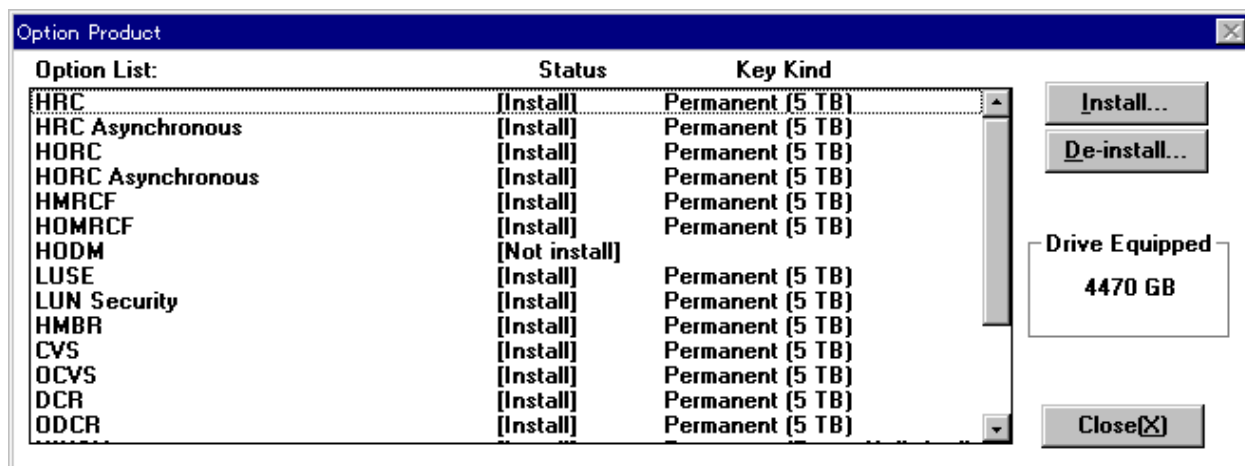 Option Product
Option List: Status Key Kind
HRC [Install] Permanent (5 TB)
HRC Asynchronous [Install] Permanent (5 TB)
HORC [Install] Permanent (5 TB)
HORC Asynchronous [Install] Permanent (5 TB)
HMRCF [Install] Permanent (5 TB)
HOMRCF [Install] Permanent (5 TB)
HODM [Not install]
LUSE [Install] Permanent (5 TB)
LUN Security [Install] Permanent (5 TB)
HMBR [Install] Permanent (5 TB)
CVS [Install] Permanent (5 TB)
OCVS [Install] Permanent (5 TB)
DCR [Install] Permanent (5 TB)
ODCR [Install] Permanent (5 TB)
Install...
De-install...
Drive Equipped
4470 GB
Close(X)